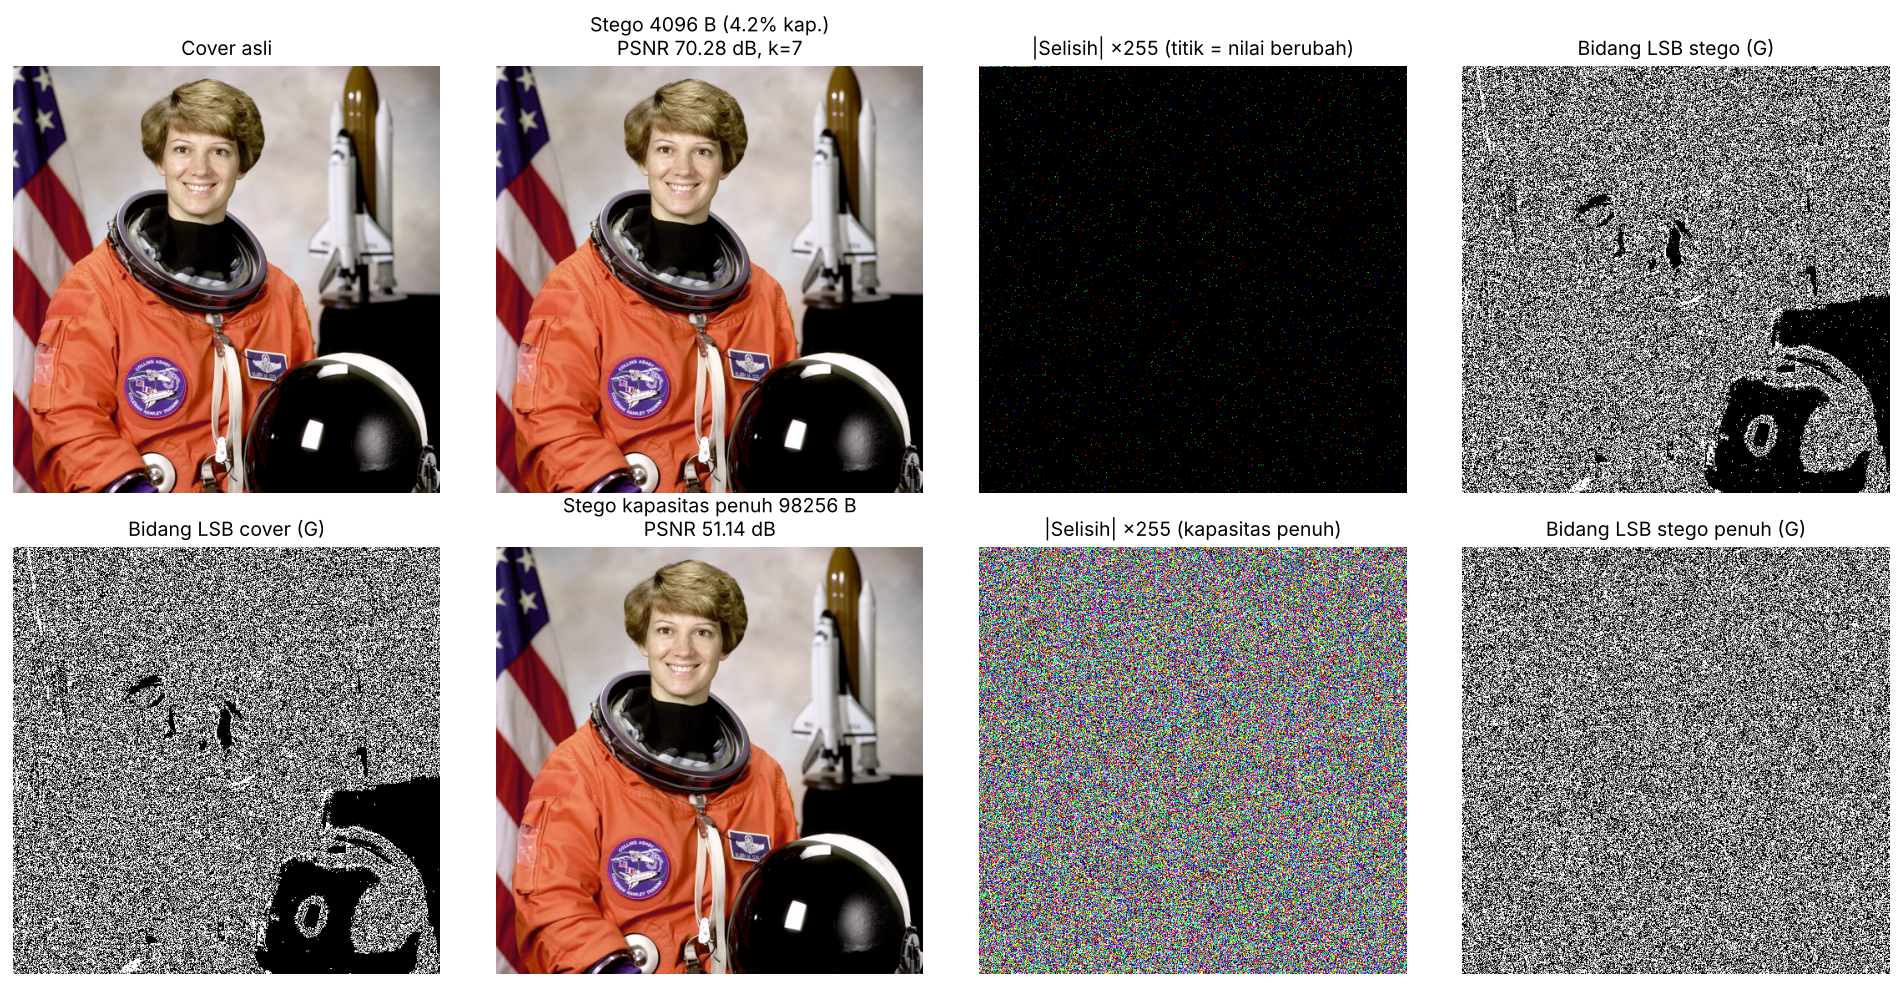 Cover asli
Stego 4096 B (4.2% kap.)
PSNR 70.28 dB, k=7
|Selisih| ×255 (titik = nilai berubah)
Bidang LSB stego (G)
Bidang LSB cover (G)
Stego kapasitas penuh 98256 B
PSNR 51.14 dB
|Selisih| ×255 (kapasitas penuh)
Bidang LSB stego penuh (G)